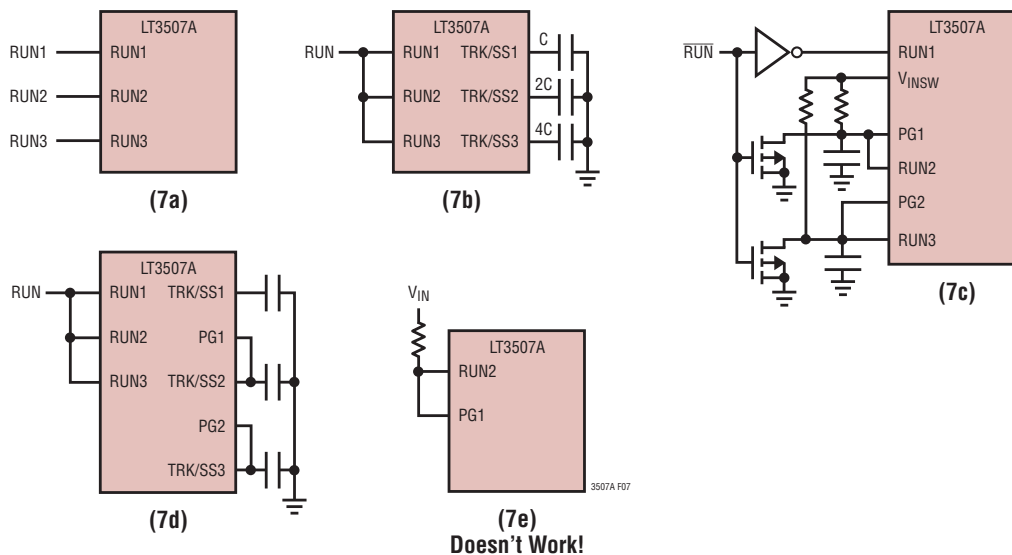 LT3507A
RUN1 RUN1
RUN2 RUN2
RUN3 RUN3
(7a)
LT3507A
RUN RUN1 TRK/SS1 C
RUN2 TRK/SS2 2C
RUN3 TRK/SS3 4C
(7b)
LT3507A
RUN RUN1
VINSW
PG1
RUN2
PG2
RUN3
(7c)
LT3507A
RUN RUN1 TRK/SS1
PG1
RUN2
RUN3 TRK/SS2
PG2
TRK/SS3
(7d)
VIN
LT3507A
RUN2
PG1
3507A F07
(7e)
Doesn't Work!